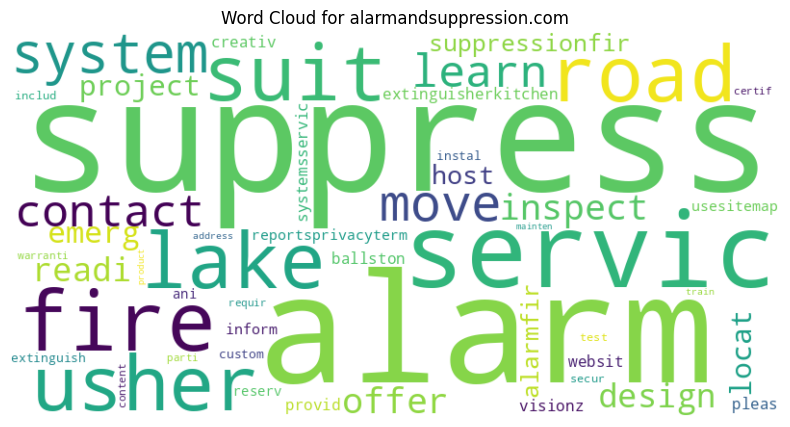 Word Cloud for alarmandsuppression.com
system
creativ
suit
suppressionfir
learn
road
project
includ
extinguisherkitchen
certif
suppress
systemsservic
instal
host
contact
move
inspect
usesitemap
emerg
address
reportsprivacyterm
mainten
servic
warranti
readi
product
lake
ballston
fire
ani
requir
alarm
alarmfir
train
inform
test
locat
extinguish
parti
custom
websit
usher
content
reserv
secur
provid
offer
visionz
design
pleas